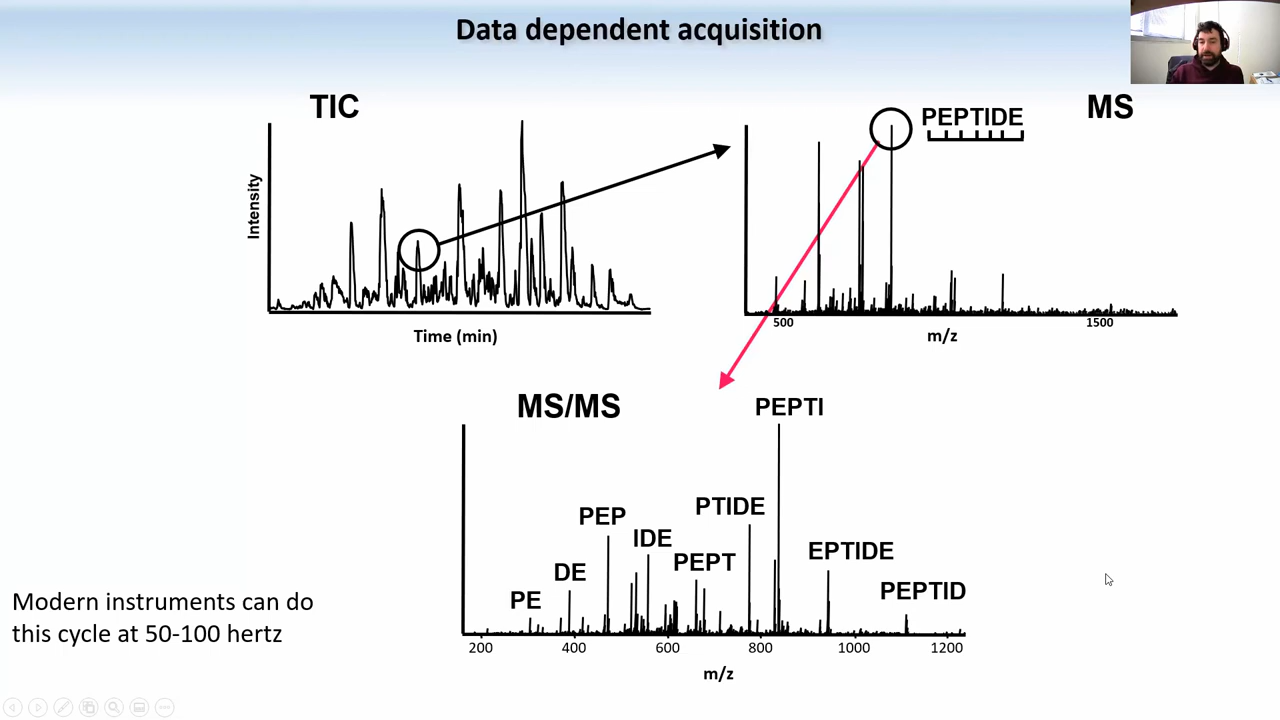 Data dependent acquisition
TIC
Intensity
Time (min)
PEPTIDE
MS
500
1500
m/z
MS/MS
PEPTI
PTIDE
PEP
IDE
PEPT
EPTIDE
DE
PEPTID
PE
200
400
600
800
1000
1200
m/z
Modern instruments can do
this cycle at 50-100 hertz